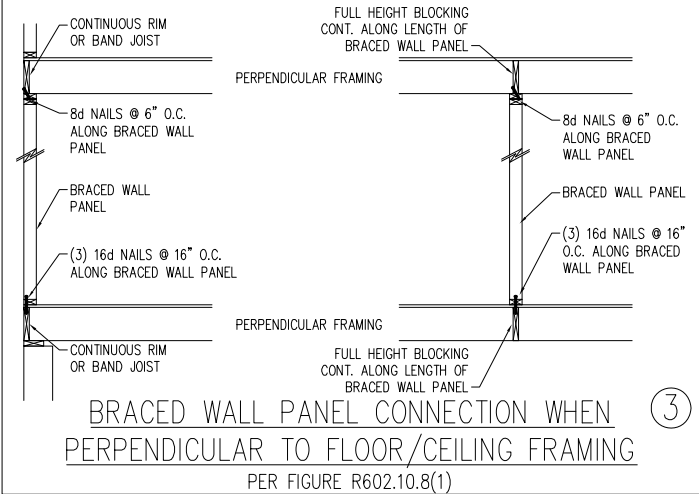 CONTINUOUS RIM
OR BAND JOIST
FULL HEIGHT BLOCKING
CONT. ALONG LENGTH OF
BRACED WALL PANEL
PERPENDICULAR FRAMING
8d NAILS @ 6" O.C.
ALONG BRACED WALL
PANEL
8d NAILS @ 6" O.C.
ALONG BRACED
WALL PANEL
BRACED WALL
PANEL
BRACED WALL PANEL
(3) 16d NAILS @ 16" O.C.
ALONG BRACED WALL PANEL
(3) 16d NAILS @ 16"
O.C. ALONG BRACED
WALL PANEL
PERPENDICULAR FRAMING
CONTINUOUS RIM
OR BAND JOIST
FULL HEIGHT BLOCKING
CONT. ALONG LENGTH OF
BRACED WALL PANEL
BRACED WALL PANEL CONNECTION WHEN
PERPENDICULAR TO FLOOR/CEILING FRAMING
3
PER FIGURE R602.10.8(1)